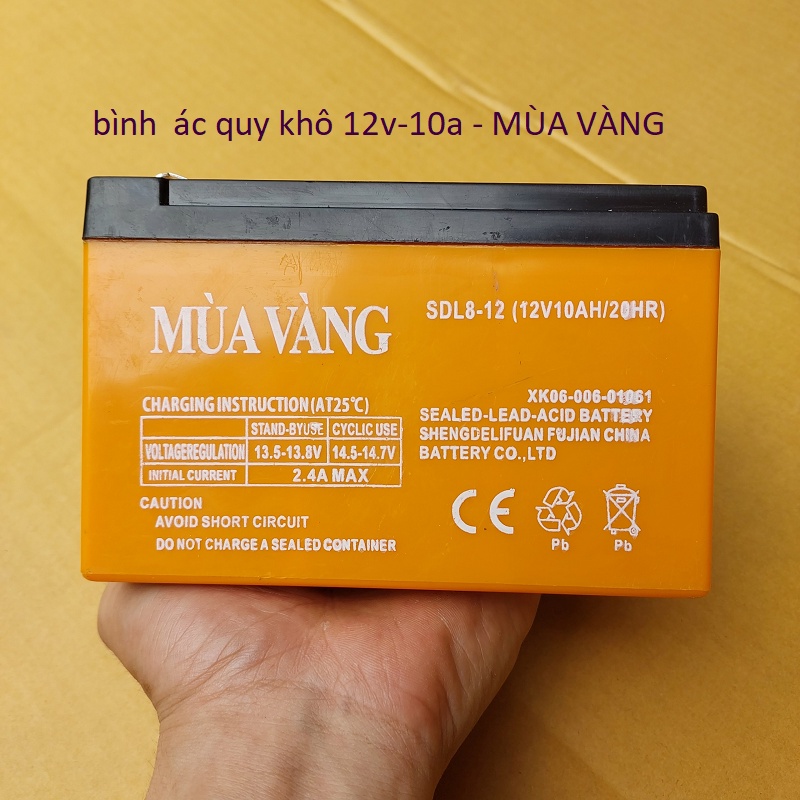 bình ác quy khô 12v-10a - MÙA VÀNG
MÙA VÀNG
SDL8-12 (12V10AH/20HR)
XK06-006-01061
SEALED-LEAD-ACID BATTERY
SHENGDELIFUAN FUJIAN CHINA
BATTERY CO.,LTD
CHARGING INSTRUCTION(AT25℃)
STAND-BYUSE CYCLIC USE
VOLTAGEREGULATION 13.5-13.8V 14.5-14.7V
INITIAL CURRENT 2.4A MAX
CAUTION
AVOID SHORT CIRCUIT
DO NOT CHARGE A SEALED CONTAINER
CE
Pb Pb